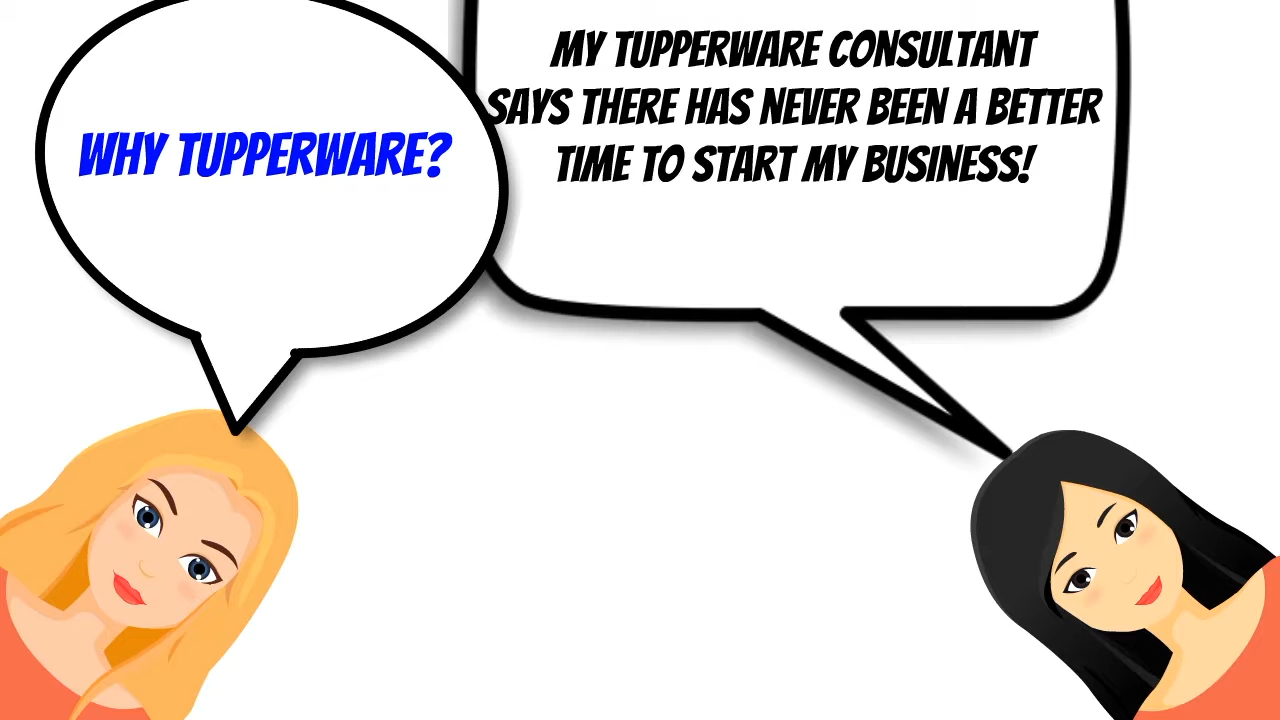 WHY TUPPERWARE?
MY TUPPERWARE CONSULTANT
SAYS THERE HAS NEVER BEEN A BETTER
TIME TO START MY BUSINESS!